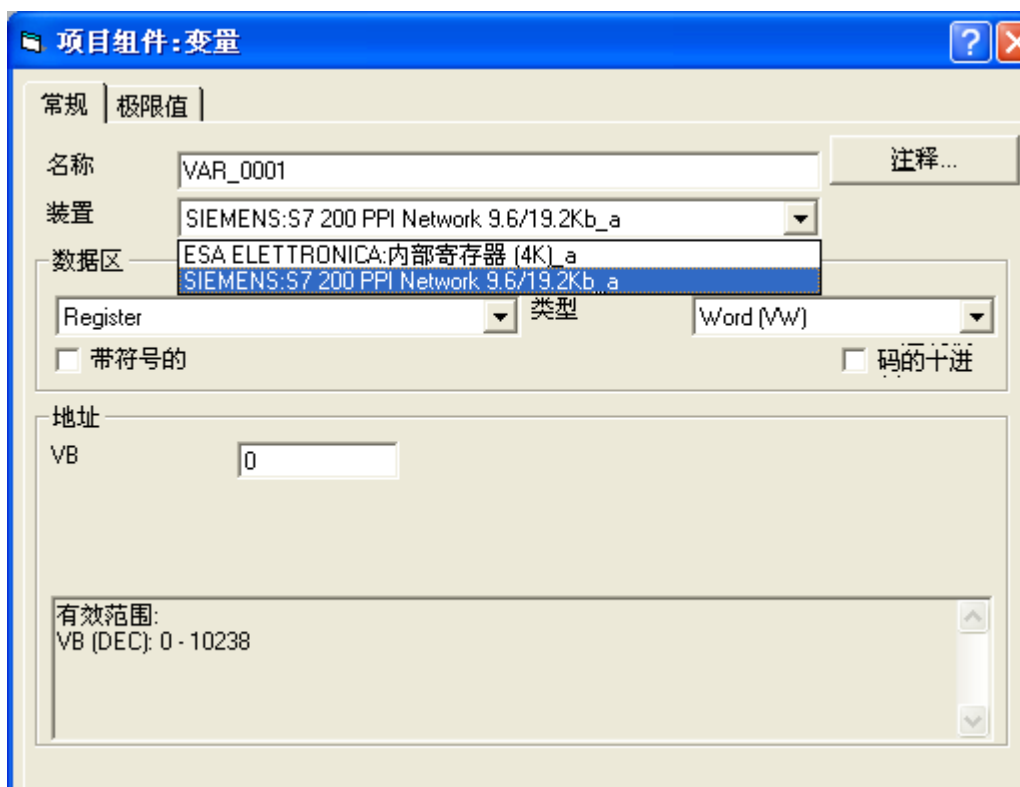 项目组件:变量
常规 极限值
名称 VAR_0001 注释...
装置 SIEMENS:S7 200 PPI Network 9.6/19.2Kb_a
ESA ELETTRONICA:内部寄存器 (4K)_a
数据区
SIEMENS:S7 200 PPI Network 9.6/19.2Kb_a
Register 类型 Word (VW)
带符号的 码的十进
地址
VB 0
有效范围:
VB (DEC): 0 - 10238